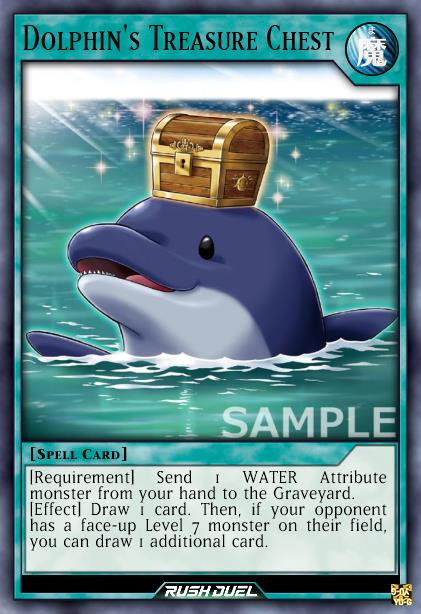 Dolphin's Treasure Chest
ま
魔
SAMPLE
[Spell Card]
[Requirement] Send 1 WATER Attribute
monster from your hand to the Graveyard.
[Effect] Draw 1 card. Then, if your opponent
has a face-up Level 7 monster on their field,
you can draw 1 additional card.
RUSH DUEL